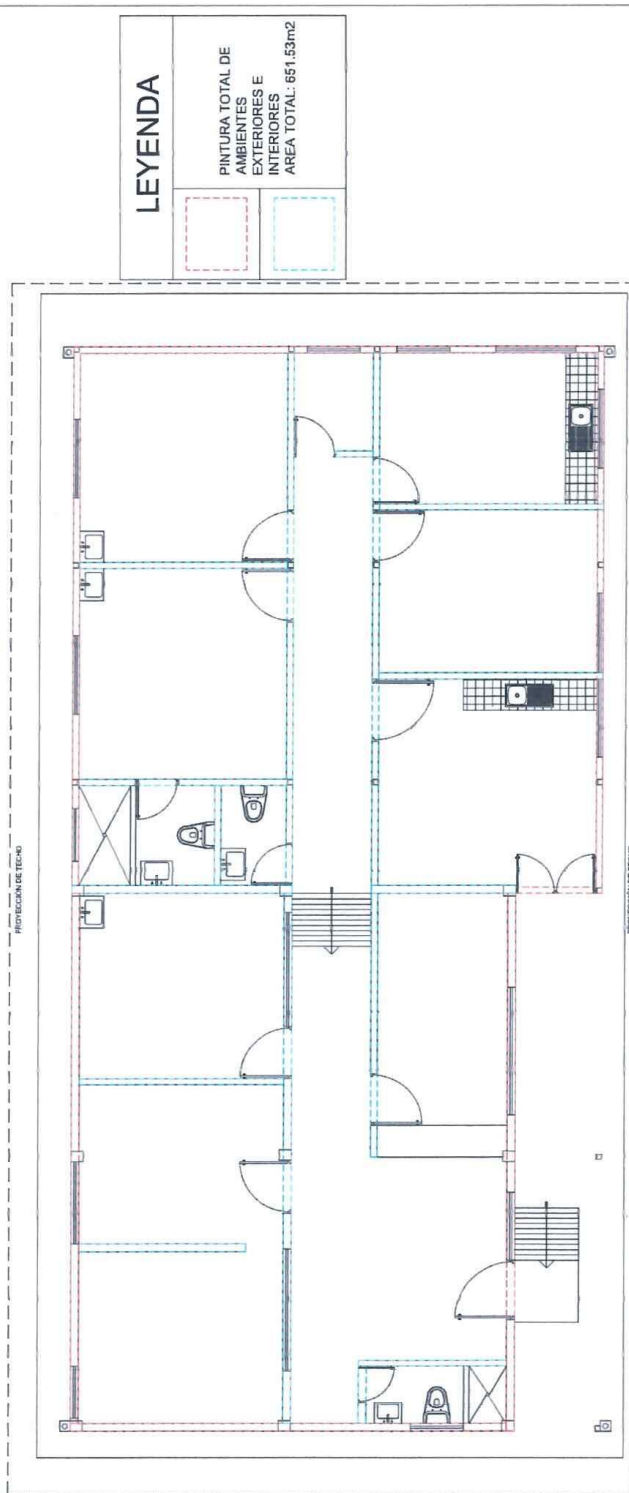 LEYENDA
PINTURA TOTAL DE
AMBIENTES
EXTERIORES E
INTERIORES
AREA TOTAL: 651.53m2
PROYECCIÓN DE TECHO